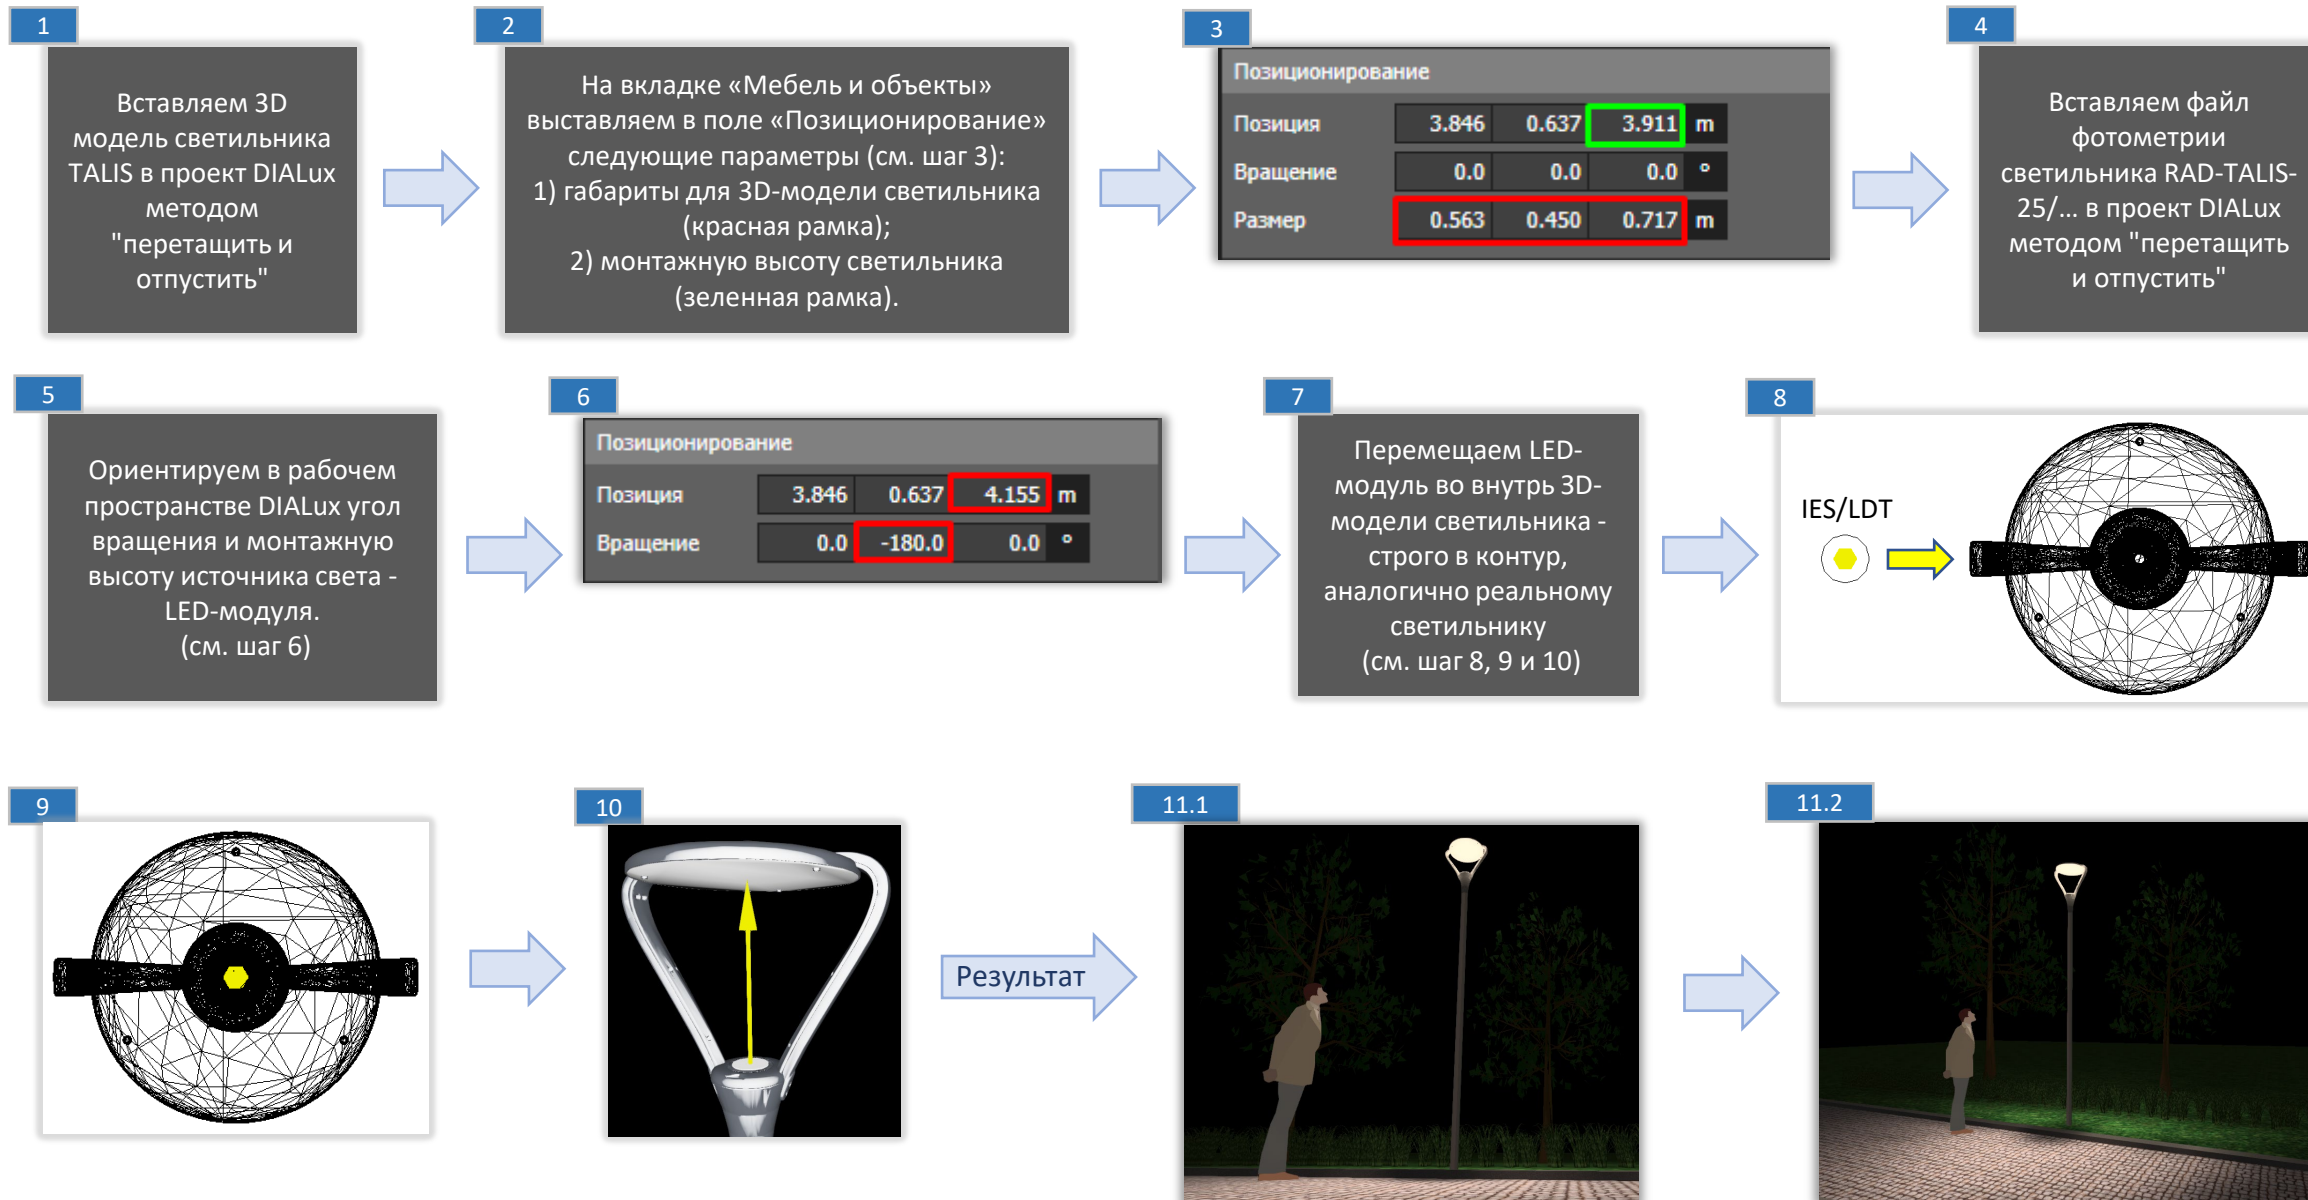 1
Вставляем 3D
модель светильника
TALIS в проект DIALux
методом
"перетащить и
отпустить"
2
На вкладке «Мебель и объекты»
выставляем в поле «Позиционирование»
следующие параметры (см. шаг 3):
1) габариты для 3D-модели светильника
(красная рамка);
2) монтажную высоту светильника
(зеленная рамка).
3
Позиционирование
Позиция 3.846 0.637 3.911 m
Вращение 0.0 0.0 0.0 °
Размер 0.563 0.450 0.717 m
4
Вставляем файл
фотометрии
светильника RAD-TALIS-
25/... в проект DIALux
методом "перетащить
и отпустить"
5
Ориентируем в рабочем
пространстве DIALux угол
вращения и монтажную
высоту источника света -
LED-модуля.
(см. шаг 6)
6
Позиционирование
Позиция 3.846 0.637 4.155 m
Вращение 0.0 -180.0 0.0 °
7
Перемещаем LED-
модуль во внутрь 3D-
модели светильника -
строго в контур,
аналогично реальному
светильнику
(см. шаг 8, 9 и 10)
8
IES/LDT
9
10
Результат
11.1
11.2